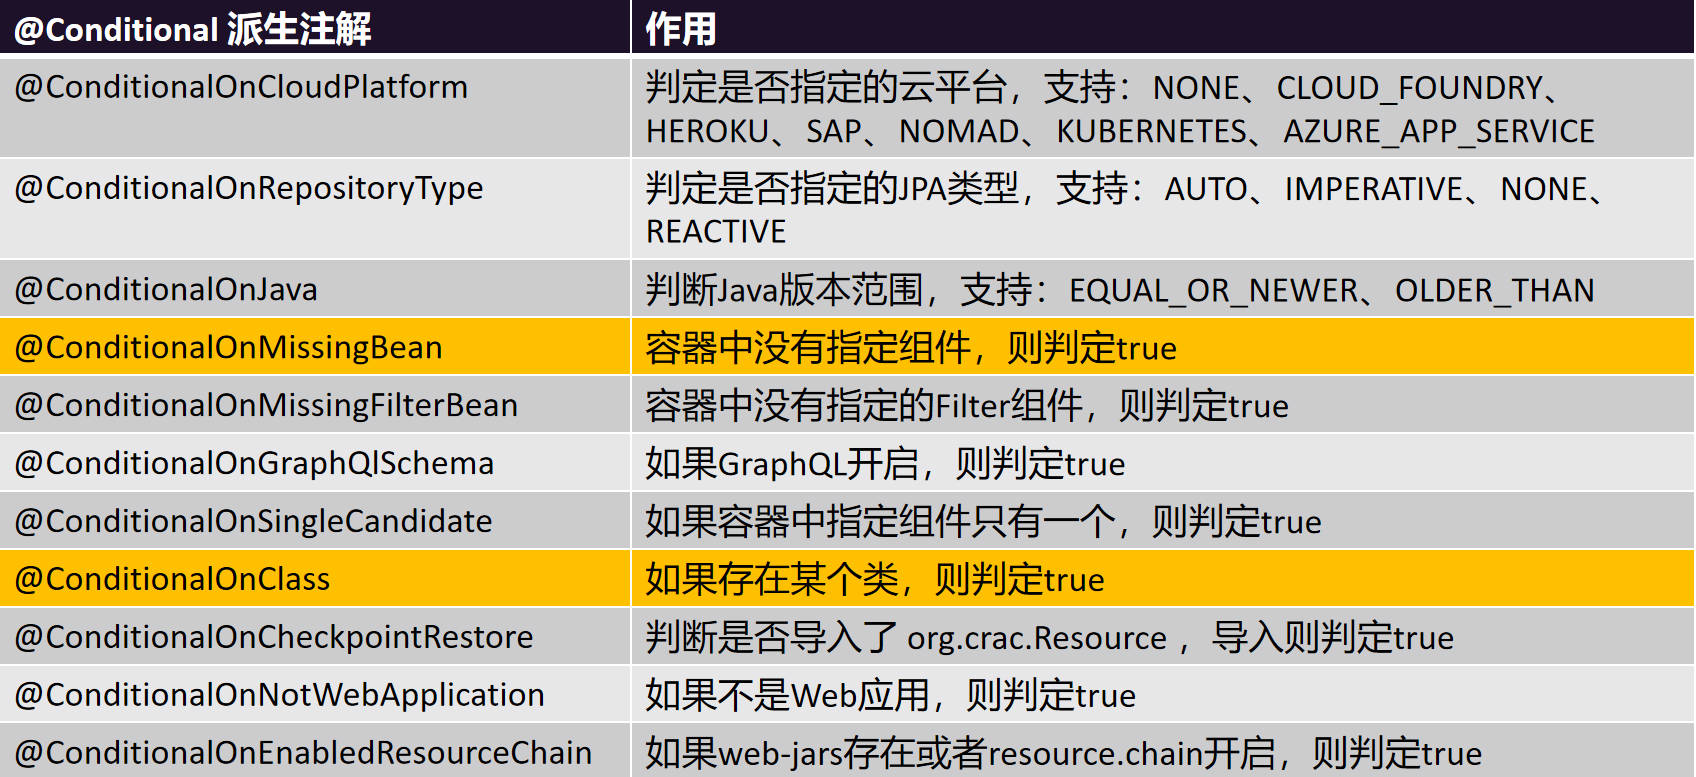 @Conditional 派生注解 作用
@ConditionalOnCloudPlatform 判定是否指定的云平台，支持：NONE、CLOUD_FOUNDRY、
HEROKU、SAP、NOMAD、KUBERNETES、AZURE_APP_SERVICE
@ConditionalOnRepositoryType 判定是否指定的JPA类型，支持：AUTO、IMPERATIVE、NONE、
REACTIVE
@ConditionalOnJava 判断Java版本范围，支持：EQUAL_OR_NEWER、OLDER_THAN
@ConditionalOnMissingBean 容器中没有指定组件，则判定true
@ConditionalOnMissingFilterBean 容器中没有指定的Filter组件，则判定true
@ConditionalOnGraphQlSchema 如果GraphQL开启，则判定true
@ConditionalOnSingleCandidate 如果容器中指定组件只有一个，则判定true
@ConditionalOnClass 如果存在某个类，则判定true
@ConditionalOnCheckpointRestore 判断是否导入了 org.crac.Resource ，导入则判定true
@ConditionalOnNotWebApplication 如果不是Web应用，则判定true
@ConditionalOnEnabledResourceChain 如果web-jars存在或者resource.chain开启，则判定true